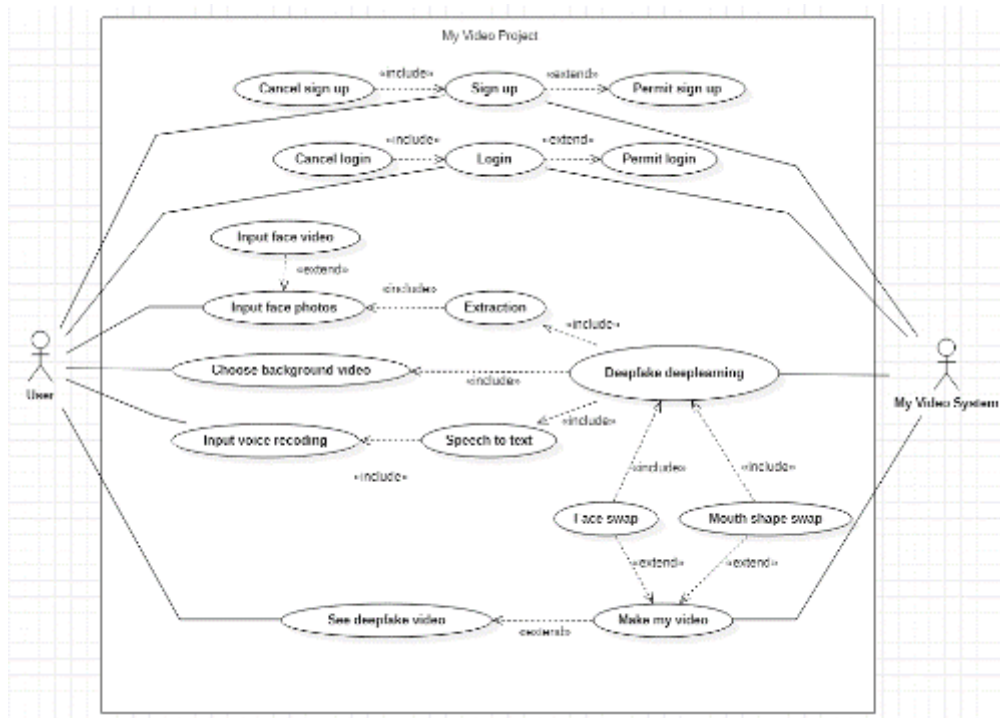 My Video Project
«include»
«extend»
Cancel sign up
Sign up
Permit sign up
«include»
«extend»
Cancel login
Login
Permit login
Input face video
«extend»
«include»
Input face photos
Extraction
«include»
Choose background video
Deepfake deeplearning
«include»
User
My Video System
«include»
Input voice recoding
Speech to text
«include»
«include»
«include»
Face swap
Mouth shape swap
«extend»
«extend»
See deepfake video
Make my video
«extend»